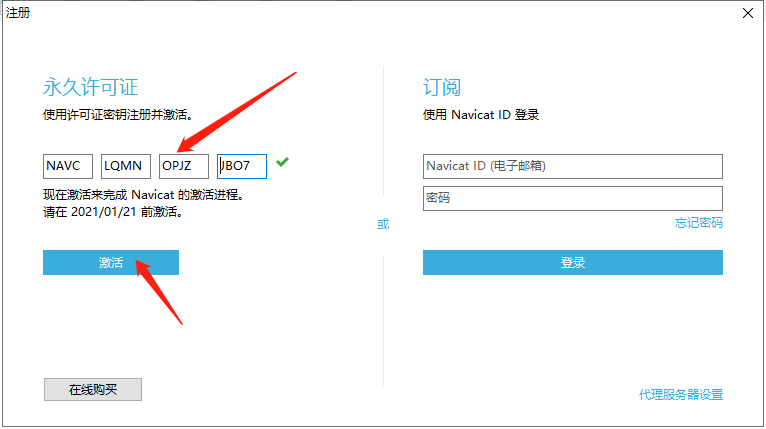 注册
永久许可证
使用许可证密钥注册并激活。
NAVC LQMN OPJZ JBO7
现在激活来完成 Navicat 的激活进程。
请在 2021/01/21 前激活。
激活
在线购买
或
订阅
使用 Navicat ID 登录
Navicat ID (电子邮箱)
密码
忘记密码
登录
代理服务器设置